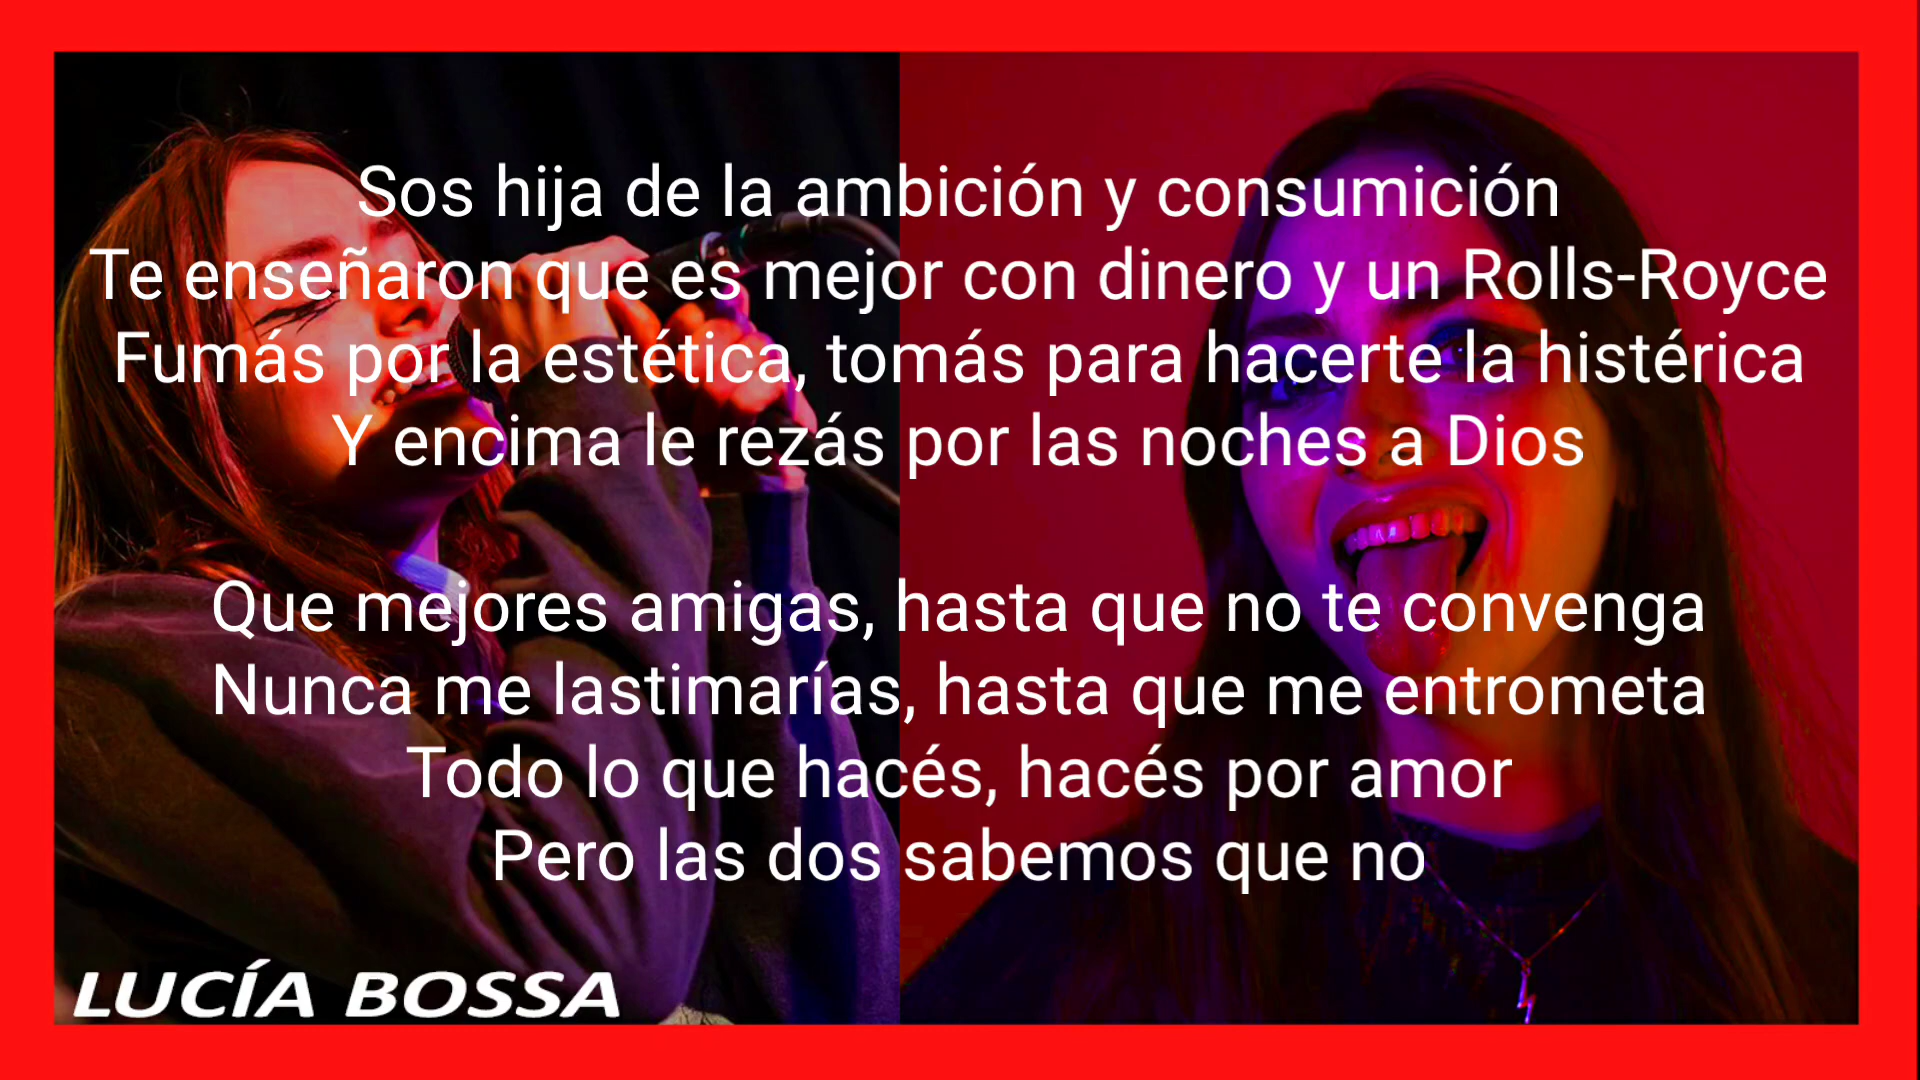 Sos hija de la ambición y consumición
Te enseñaron que es mejor con dinero y un Rolls-Royce
Fumás por la estética, tomás para hacerte la histérica
Y encima le rezás por las noches a Dios
Que mejores amigas, hasta que no te convenga
Nunca me lastimarías, hasta que me entrometa
Todo lo que hacés, hacés por amor
Pero las dos sabemos que no
LUCÍA BOSSA